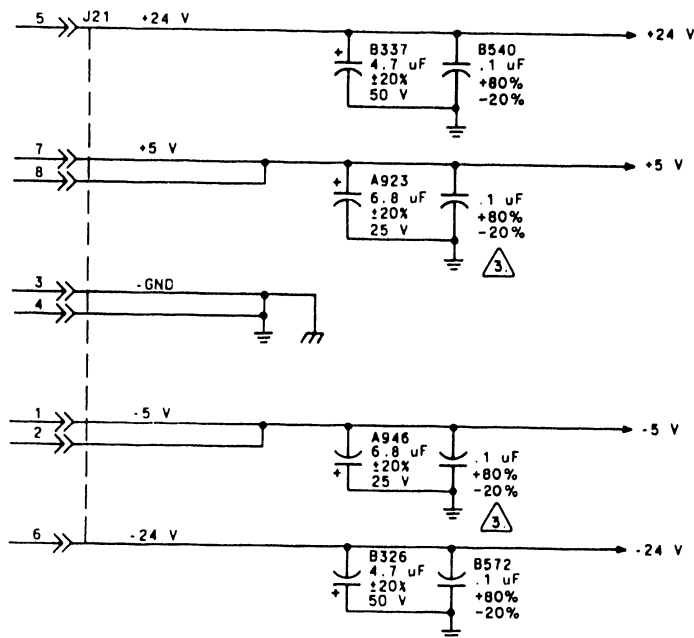 5 J21 +24 V
+24 V
B337
4.7 uF
±20%
50 V
B540
.1 uF
+80%
-20%
7 +5 V
8
+5 V
A923
6.8 uF
±20%
25 V
.1 uF
+80%
-20%
3.
3 -GND
4
1 -5 V
2
-5 V
A946
6.8 uF
±20%
25 V
.1 uF
+80%
-20%
3.
6 -24 V
-24 V
B326
4.7 uF
±20%
50 V
B572
.1 uF
+80%
-20%